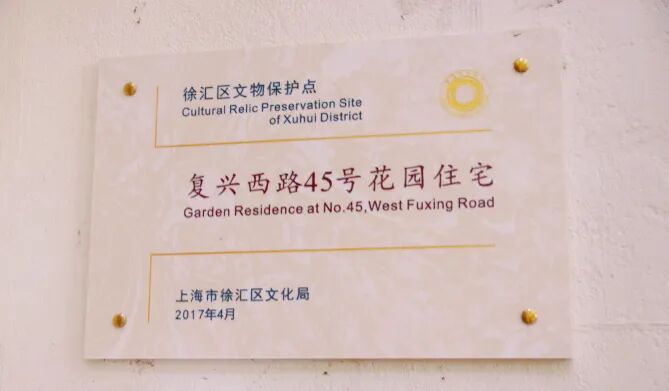 徐汇区文物保护点
Cultural Relic Preservation Site
of Xuhui District
复兴西路45号花园住宅
Garden Residence at No.45,West Fuxing Road
上海市徐汇区文化局
2017年4月